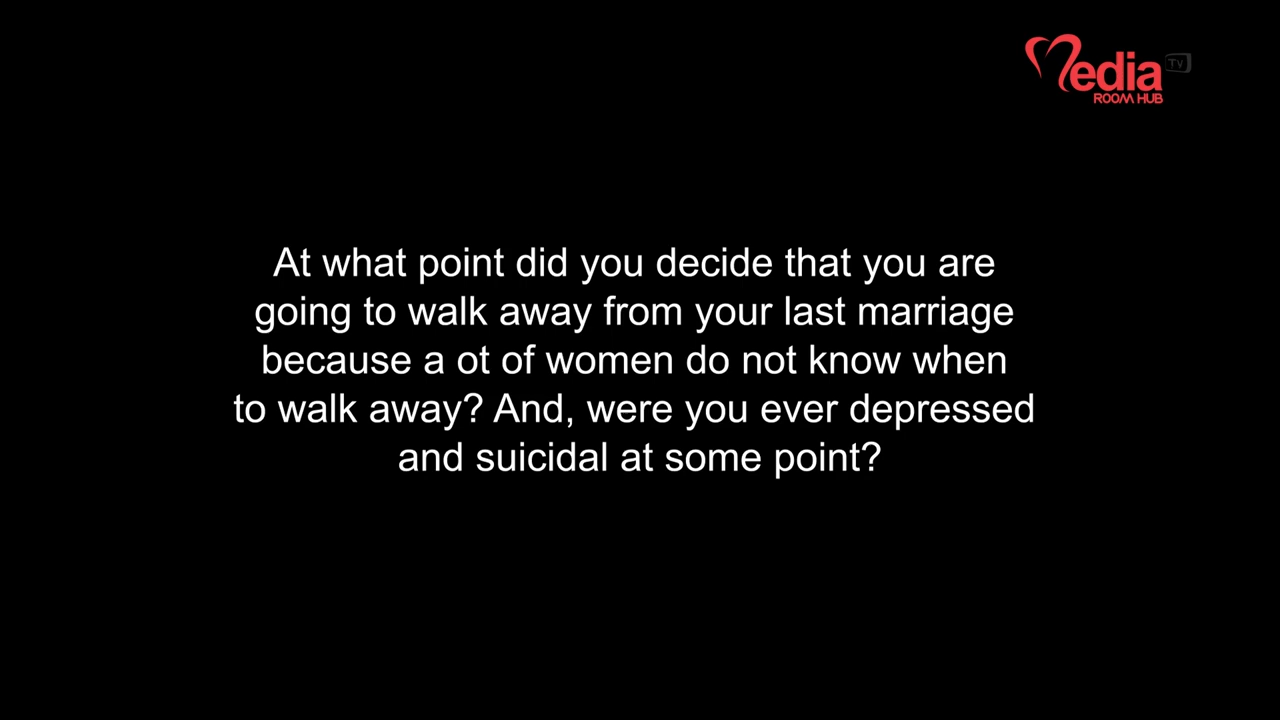 Media TV
ROOM HUB
At what point did you decide that you are
going to walk away from your last marriage
because a ot of women do not know when
to walk away? And, were you ever depressed
and suicidal at some point?